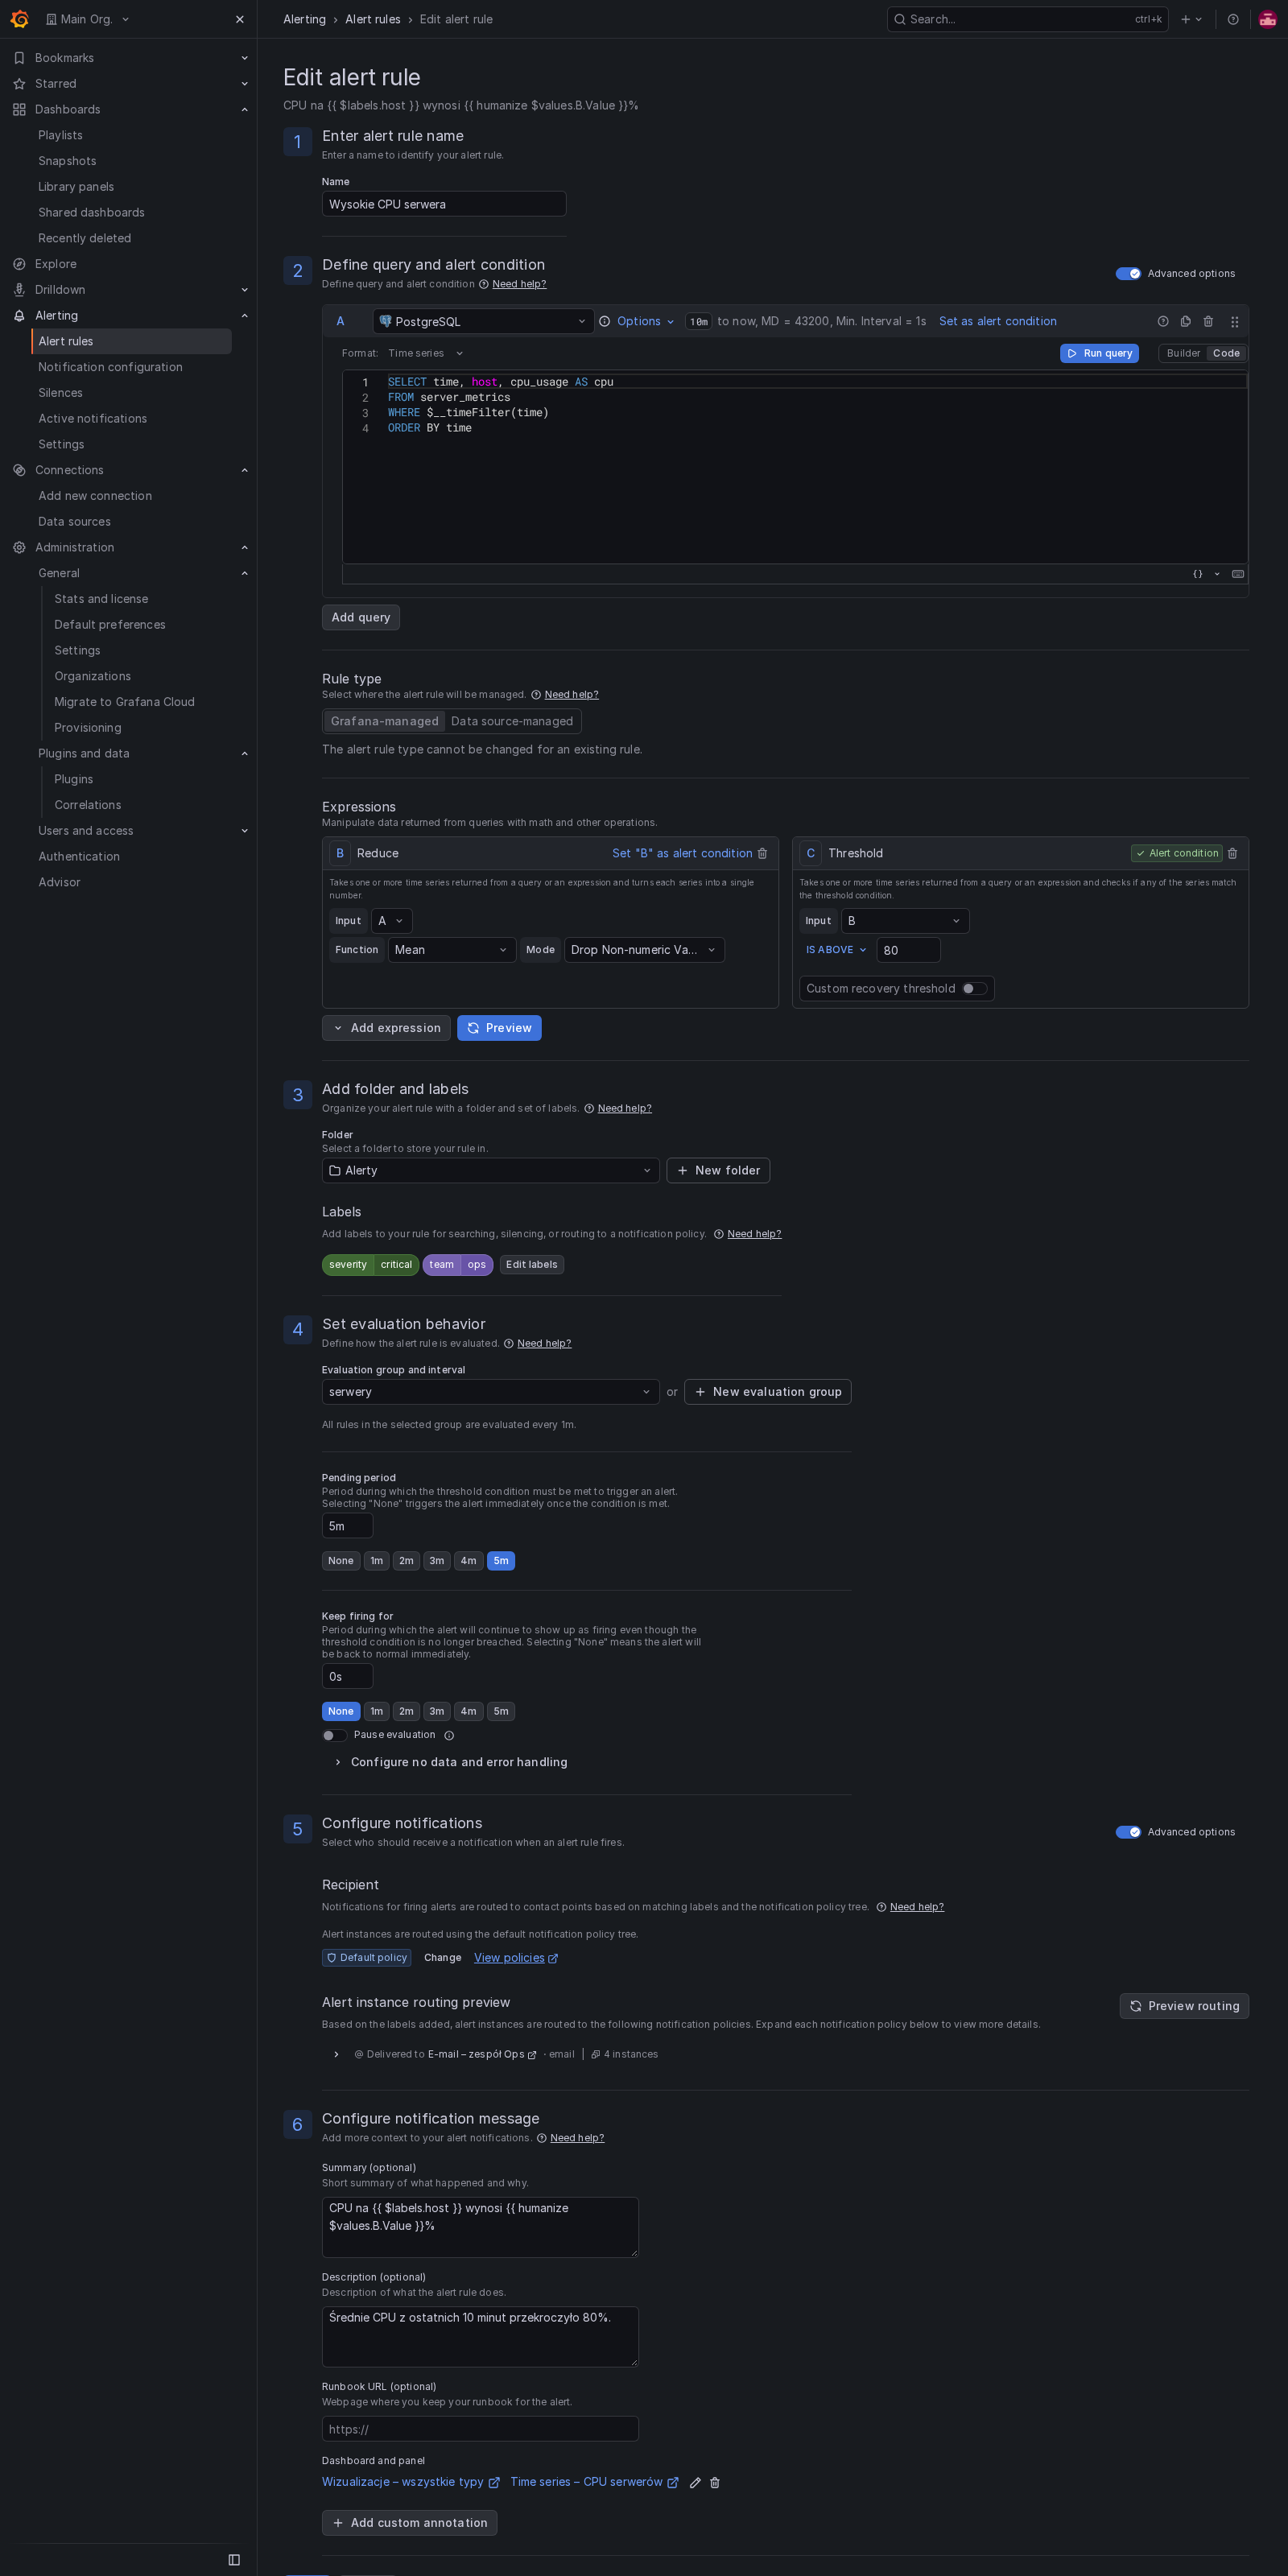 Main Org.
Alerting › Alert rules › Edit alert rule
Search...
ctrl+k
Bookmarks
Starred
Dashboards
Playlists
Snapshots
Library panels
Shared dashboards
Recently deleted
Explore
Drilldown
Alerting
Alert rules
Notification configuration
Silences
Active notifications
Settings
Connections
Add new connection
Data sources
Administration
General
Stats and license
Default preferences
Settings
Organizations
Migrate to Grafana Cloud
Provisioning
Plugins and data
Plugins
Correlations
Users and access
Authentication
Advisor
Edit alert rule
CPU na {{ $labels.host }} wynosi {{ humanize $values.B.Value }}%
1
Enter alert rule name
Enter a name to identify your alert rule.
Name
Wysokie CPU serwera
2
Define query and alert condition
Define query and alert condition Need help?
Advanced options
A PostgreSQL Options 10m to now, MD = 43200, Min. Interval = 1s Set as alert condition
Format: Time series Run query Builder Code
1 SELECT time, host, cpu_usage AS cpu
2 FROM server_metrics
3 WHERE $__timeFilter(time)
4 ORDER BY time
{}
Add query
Rule type
Select where the alert rule will be managed. Need help?
Grafana-managed Data source-managed
The alert rule type cannot be changed for an existing rule.
Expressions
Manipulate data returned from queries with math and other operations.
B Reduce Set "B" as alert condition
Takes one or more time series returned from a query or an expression and turns each series into a single
number.
Input A
Function Mean Mode Drop Non-numeric Va...
C Threshold Alert condition
Takes one or more time series returned from a query or an expression and checks if any of the series match
the threshold condition.
Input B
IS ABOVE 80
Custom recovery threshold
Add expression Preview
3
Add folder and labels
Organize your alert rule with a folder and set of labels. Need help?
Folder
Select a folder to store your rule in.
Alerty New folder
Labels
Add labels to your rule for searching, silencing, or routing to a notification policy. Need help?
severity critical team ops Edit labels
4
Set evaluation behavior
Define how the alert rule is evaluated. Need help?
Evaluation group and interval
serwery or New evaluation group
All rules in the selected group are evaluated every 1m.
Pending period
Period during which the threshold condition must be met to trigger an alert.
Selecting "None" triggers the alert immediately once the condition is met.
5m
None 1m 2m 3m 4m 5m
Keep firing for
Period during which the alert will continue to show up as firing even though the
threshold condition is no longer breached. Selecting "None" means the alert will
be back to normal immediately.
0s
None 1m 2m 3m 4m 5m
Pause evaluation
Configure no data and error handling
5
Configure notifications
Select who should receive a notification when an alert rule fires.
Advanced options
Recipient
Notifications for firing alerts are routed to contact points based on matching labels and the notification policy tree. Need help?
Alert instances are routed using the default notification policy tree.
Default policy Change View policies
Alert instance routing preview
Preview routing
Based on the labels added, alert instances are routed to the following notification policies. Expand each notification policy below to view more details.
@ Delivered to E-mail – zespół Ops · email | 4 instances
6
Configure notification message
Add more context to your alert notifications. Need help?
Summary (optional)
Short summary of what happened and why.
CPU na {{ $labels.host }} wynosi {{ humanize
$values.B.Value }}%
Description (optional)
Description of what the alert rule does.
Średnie CPU z ostatnich 10 minut przekroczyło 80%.
Runbook URL (optional)
Webpage where you keep your runbook for the alert.
https://
Dashboard and panel
Wizualizacje – wszystkie typy Time series – CPU serwerów
Add custom annotation